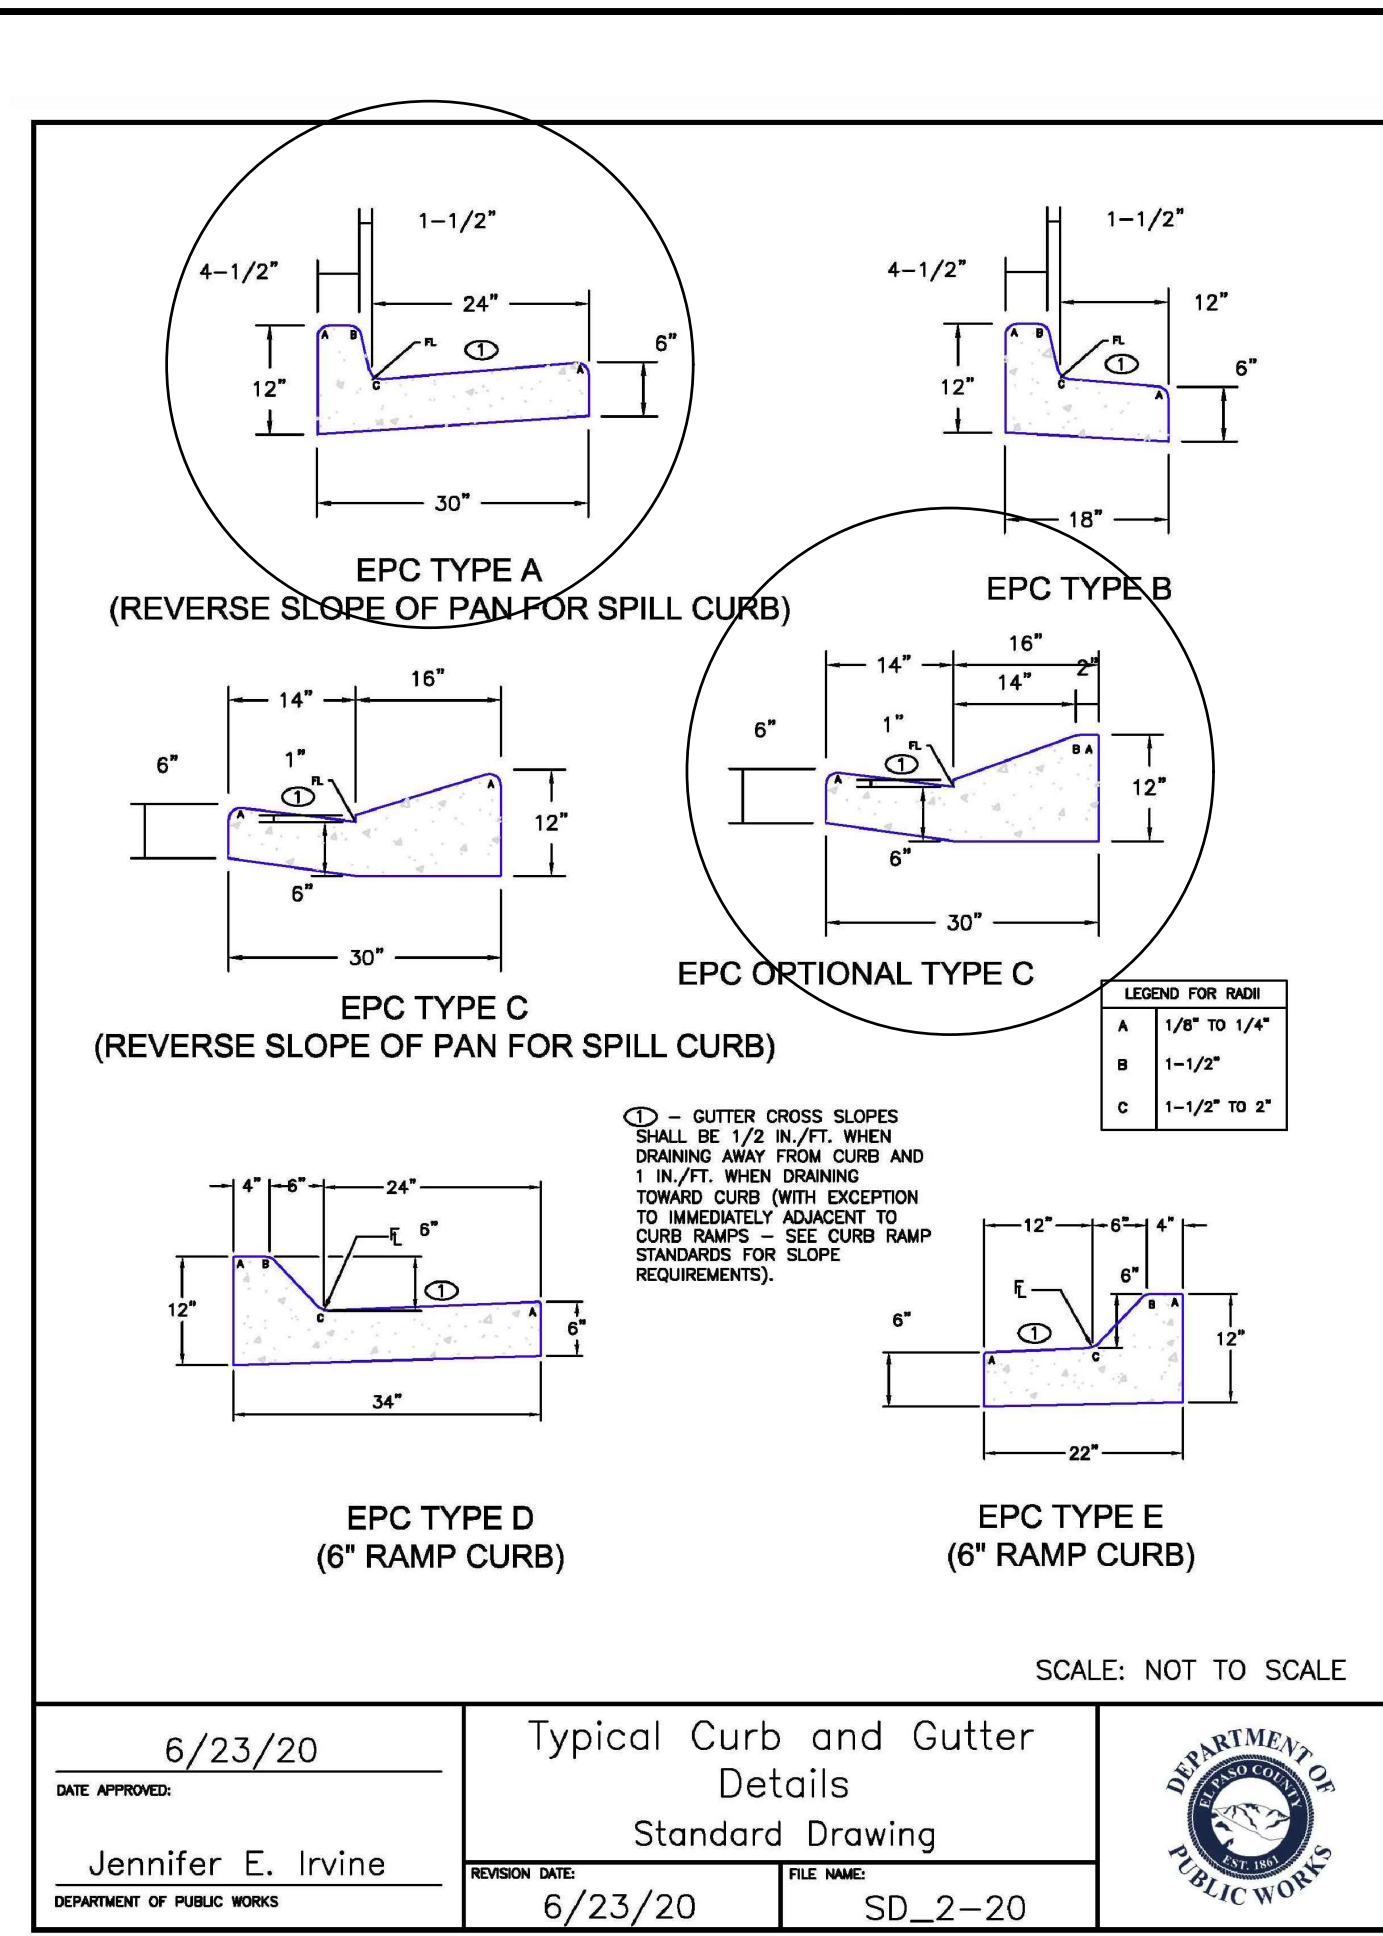 1-1/2"
4-1/2"
24"
FL
1
6"
A
B
C
A
12"
30"
EPC TYPE A
(REVERSE SLOPE OF PAN FOR SPILL CURB)
1-1/2"
4-1/2"
12"
FL
1
6"
A
B
C
A
12"
18"
EPC TYPE B
14"
16"
6"
1"
FL
1
A
A
12"
6"
30"
EPC TYPE C
(REVERSE SLOPE OF PAN FOR SPILL CURB)
16"
14"
2"
14"
6"
1"
FL
1
A
B A
12"
6"
30"
EPC OPTIONAL TYPE C
LEGEND FOR RADII
A 1/8" TO 1/4"
B 1-1/2"
C 1-1/2" TO 2"
1 - GUTTER CROSS SLOPES
SHALL BE 1/2 IN./FT. WHEN
DRAINING AWAY FROM CURB AND
1 IN./FT. WHEN DRAINING
TOWARD CURB (WITH EXCEPTION
TO IMMEDIATELY ADJACENT TO
CURB RAMPS - SEE CURB RAMP
STANDARDS FOR SLOPE
REQUIREMENTS).
4"
6"
24"
FL
6"
1
A
B
C
A
12"
6"
34"
EPC TYPE D
(6" RAMP CURB)
12"
6"
4"
FL
6"
6"
1
A
B
A
C
12"
22"
EPC TYPE E
(6" RAMP CURB)
SCALE: NOT TO SCALE
6/23/20
DATE APPROVED:
Jennifer E. Irvine
DEPARTMENT OF PUBLIC WORKS
Typical Curb and Gutter
Details
Standard Drawing
REVISION DATE:
6/23/20
FILE NAME:
SD_2-20
DEPARTMENT OF
PUBLIC WORKS
EL PASO COUNTY
EST. 1861